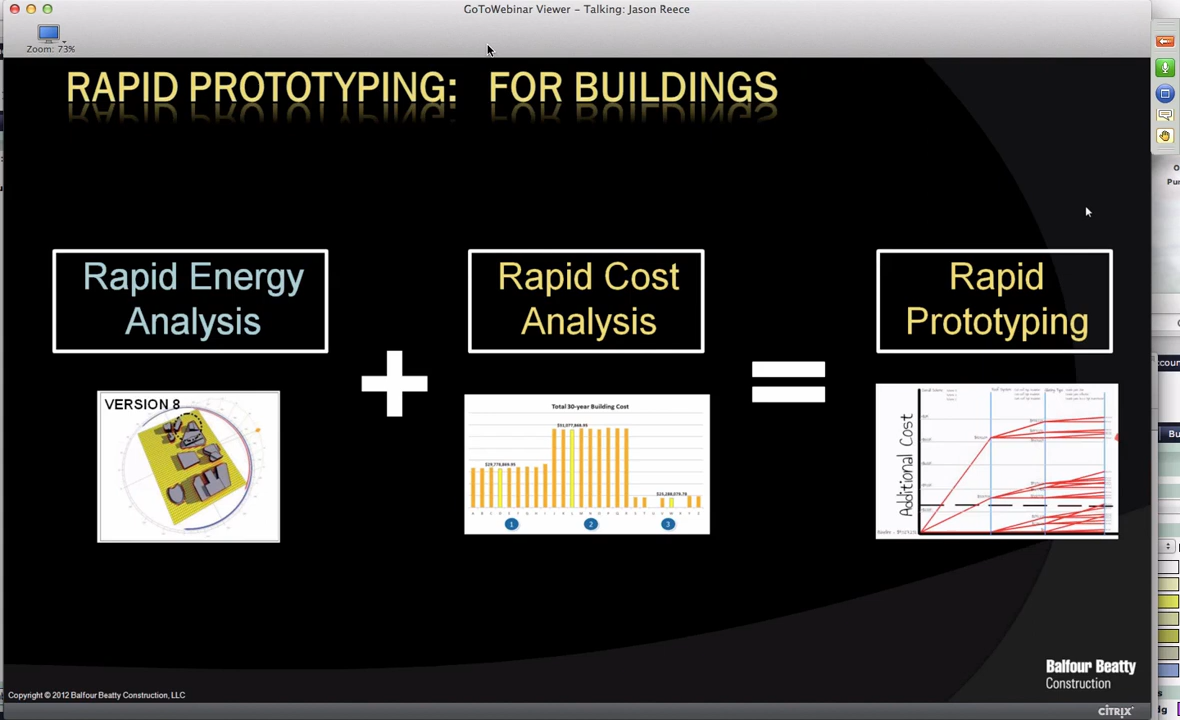 GoToWebinar Viewer – Talking: Jason Reece
Zoom: 73%
RAPID PROTOTYPING: FOR BUILDINGS
Rapid Energy
Analysis
Rapid Cost
Analysis
Rapid
Prototyping
VERSION 8
Total 30-year Building Cost
1
2
3
Additional Cost
Balfour Beatty
Construction
Copyright © 2012 Balfour Beatty Construction, LLC
CITRIX